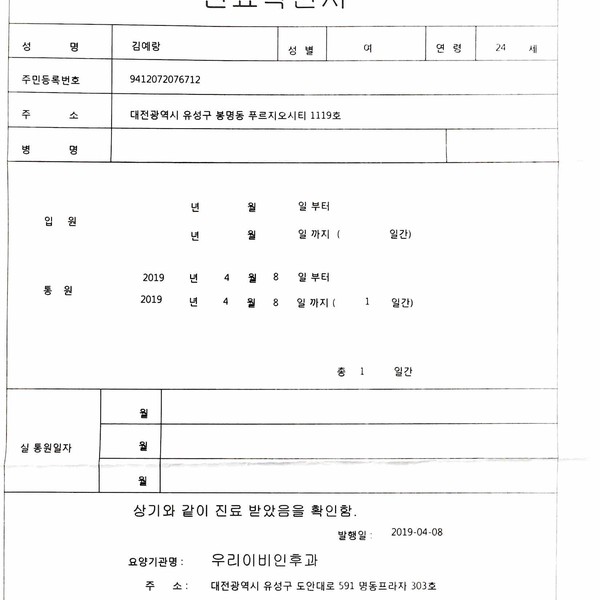 진료확인서
성 명 김예랑 성 별 여 연 령 24 세
주민등록번호 9412072076712
주 소 대전광역시 유성구 봉명동 푸르지오시티 1119호
병 명
입 원
년 월 일 부터
년 월 일 까지 ( 일간)
통 원
2019 년 4 월 8 일 부터
2019 년 4 월 8 일 까지 ( 1 일간)
총 1 일간
실 통원일자
월
월
월
상기와 같이 진료 받았음을 확인함.
발행일 : 2019-04-08
요양기관명 : 우리이비인후과
주 소 : 대전광역시 유성구 도안대로 591 명동프라자 303호